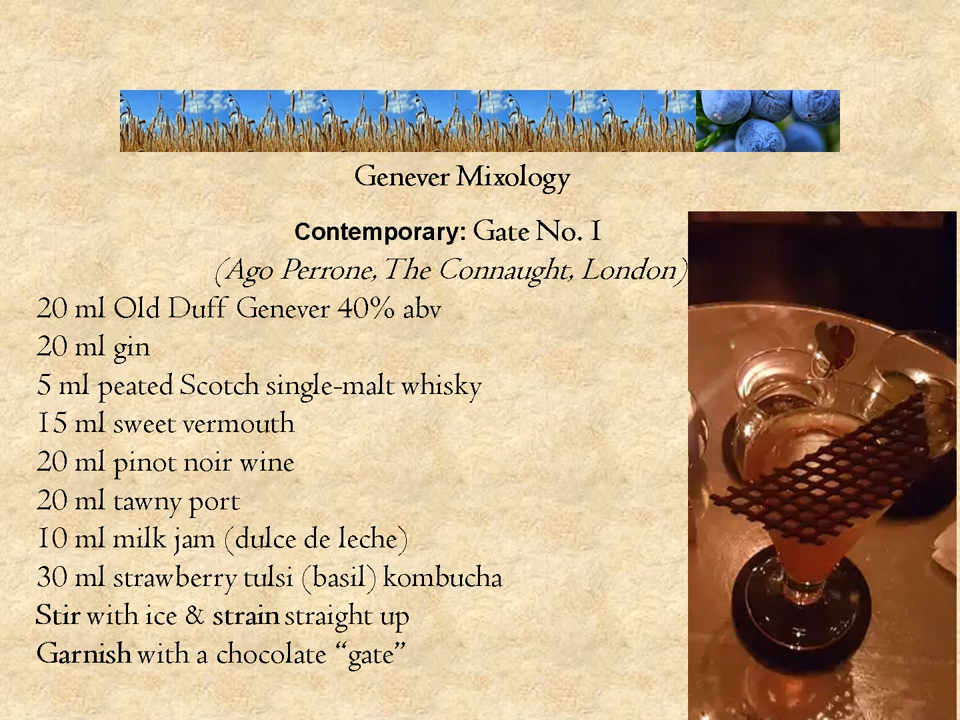 Genever Mixology
Contemporary: Gate No. 1
(Ago Perrone, The Connaught, London)
20 ml Old Duff Genever 40% abv
20 ml gin
5 ml peated Scotch single-malt whisky
15 ml sweet vermouth
20 ml pinot noir wine
20 ml tawny port
10 ml milk jam (dulce de leche)
30 ml strawberry tulsi (basil) kombucha
Stir with ice & strain straight up
Garnish with a chocolate “gate”